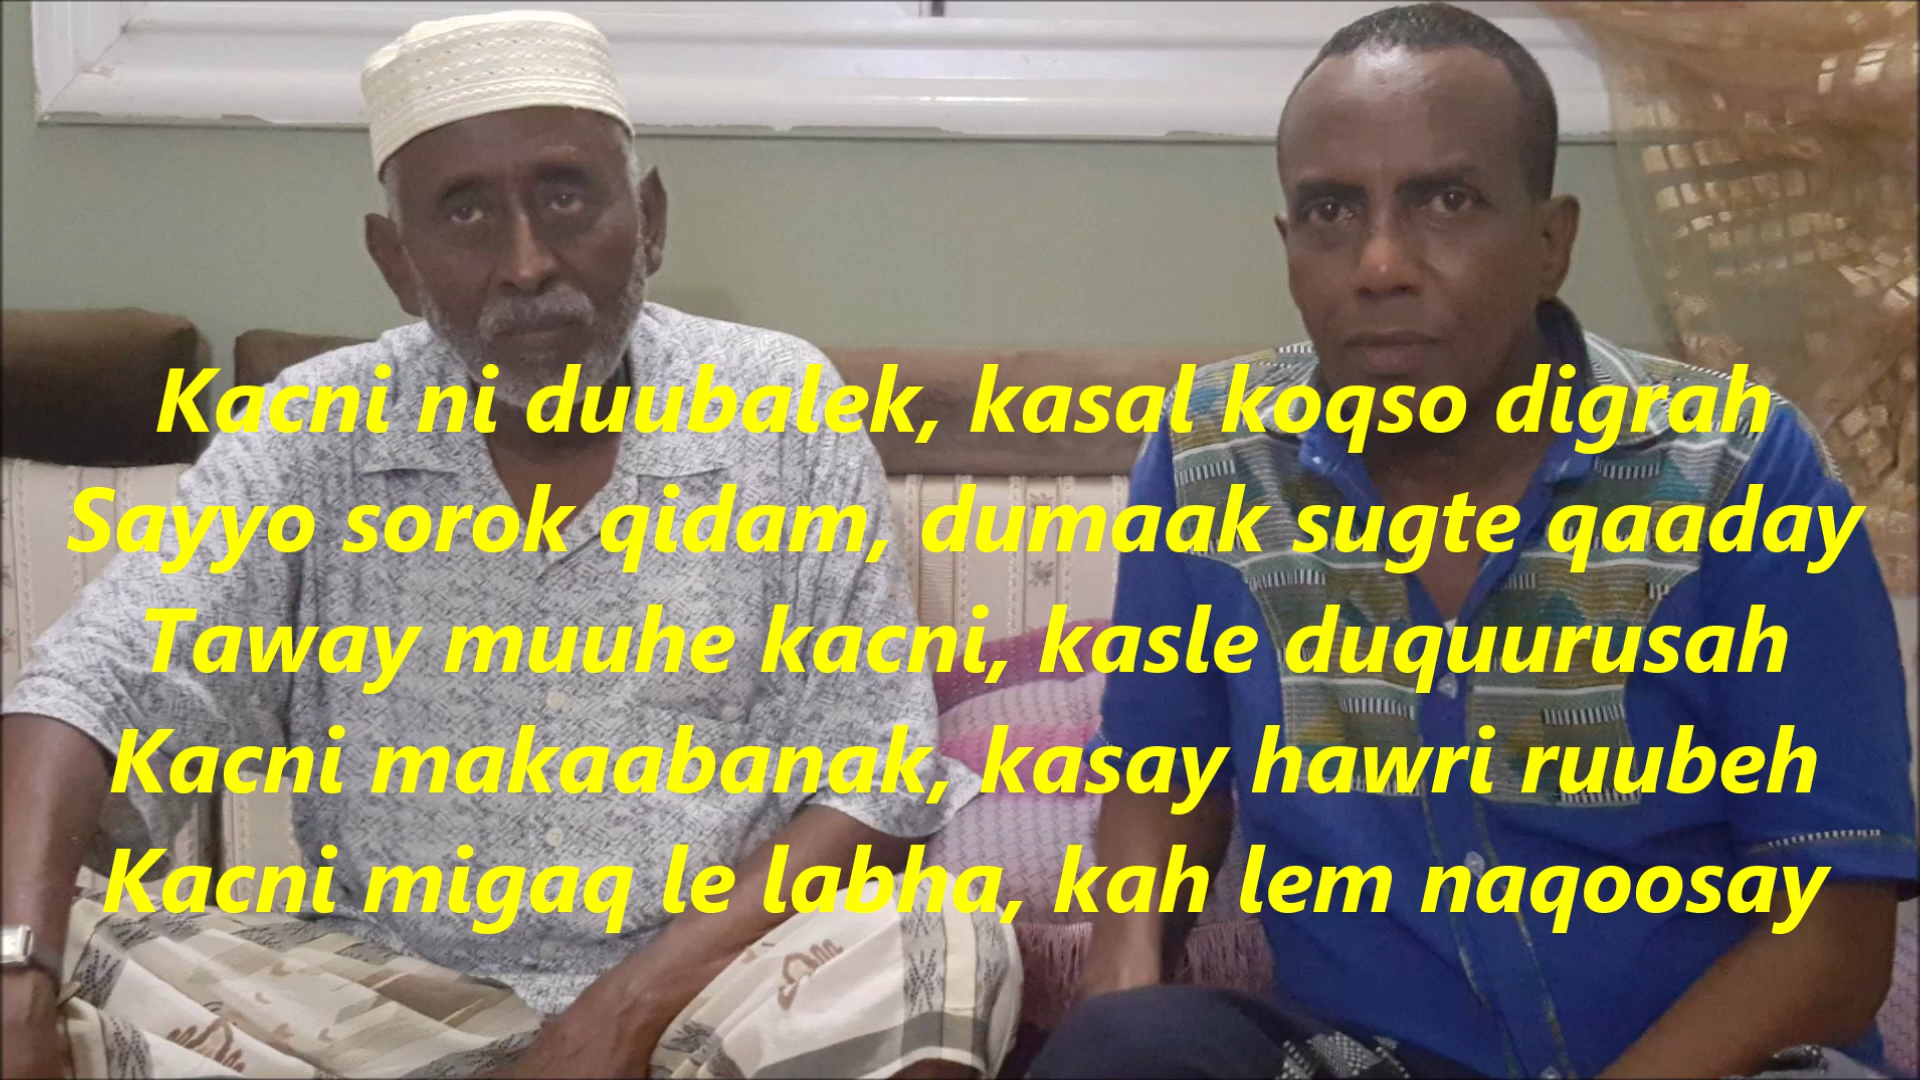 Kacni ni duubalek, kasal koqso digrah
Sayyo sorok qidam, dumaak sugte qaaday
Taway muuhe kacni, kasle duquurusah
Kacni makaabanak, kasay hawri ruubeh
Kacni migaq le labha, kah lem naqoosay